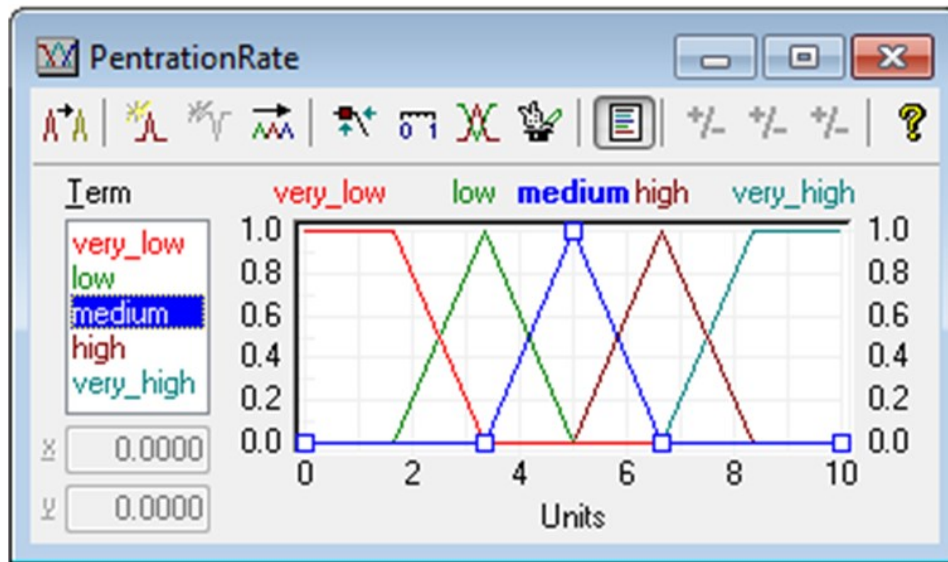 PentrationRate
0 1 +/- +/- +/- ?
Term very_low low medium high very_high
very_low
low
medium
high
very_high
1.0 1.0
0.8 0.8
0.6 0.6
0.4 0.4
0.2 0.2
0.0 0.0
x 0.0000
0 2 4 6 8 10
y 0.0000
Units